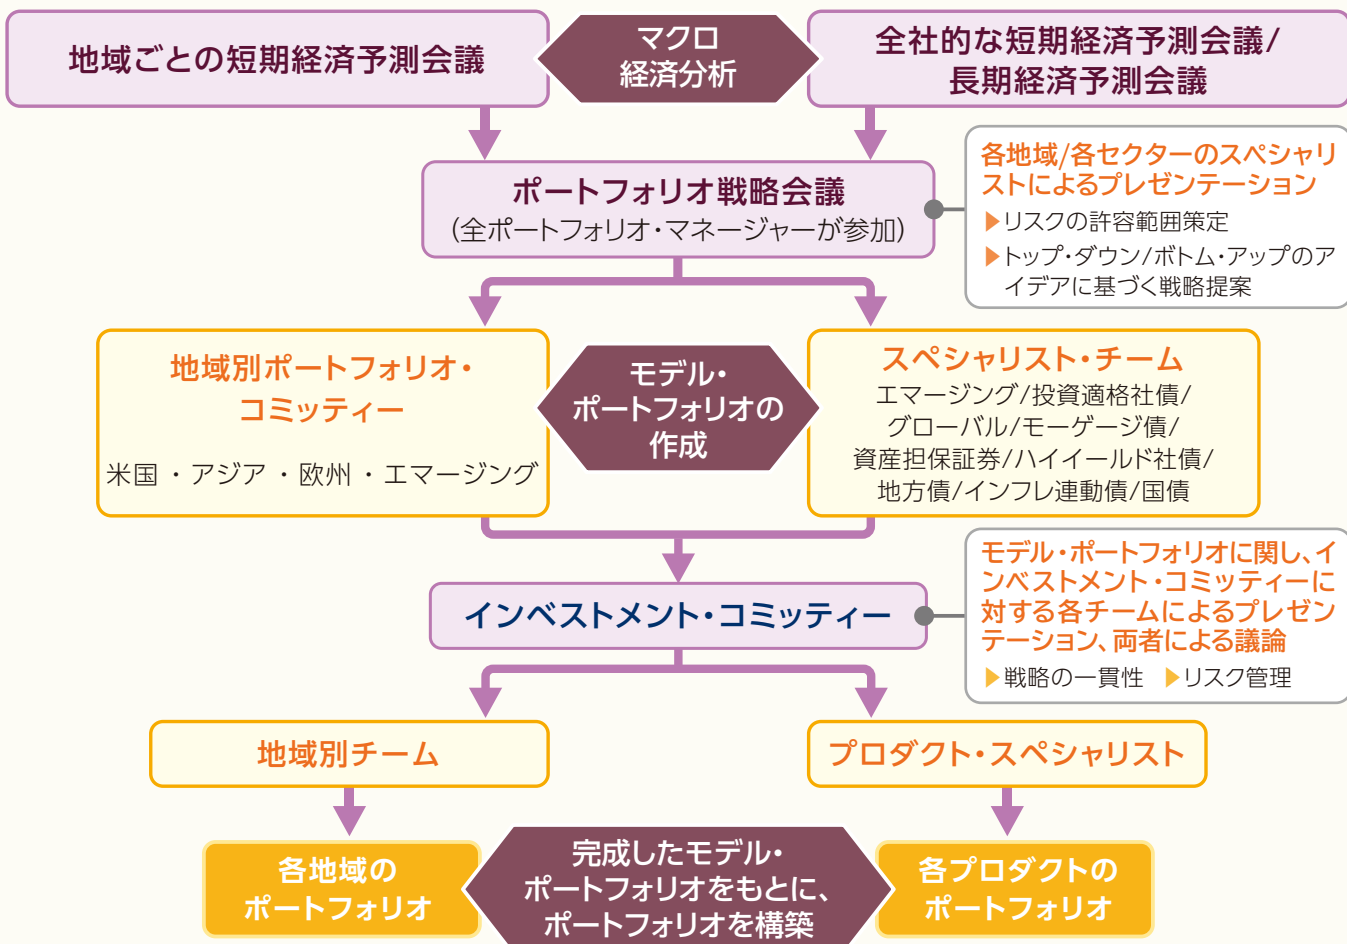 地域ごとの短期経済予測会議
マクロ
経済分析
全社的な短期経済予測会議/
長期経済予測会議
ポートフォリオ戦略会議
(全ポートフォリオ・マネージャーが参加)
各地域/各セクターのスペシャリ
ストによるプレゼンテーション
▶リスクの許容範囲策定
▶トップ・ダウン/ボトム・アップのア
イデアに基づく戦略提案
地域別ポートフォリオ・
コミッティー
米国 ・ アジア ・ 欧州 ・ エマージング
モデル・
ポートフォリオの
作成
スペシャリスト・チーム
エマージング/投資適格社債/
グローバル/モーゲージ債/
資産担保証券/ハイイールド社債/
地方債/インフレ連動債/国債
インベストメント・コミッティー
モデル・ポートフォリオに関し、イ
ンベストメント・コミッティーに
対する各チームによるプレゼン
テーション、両者による議論
▶戦略の一貫性 ▶リスク管理
地域別チーム
プロダクト・スペシャリスト
各地域の
ポートフォリオ
完成したモデル・
ポートフォリオをもとに、
ポートフォリオを構築
各プロダクトの
ポートフォリオ